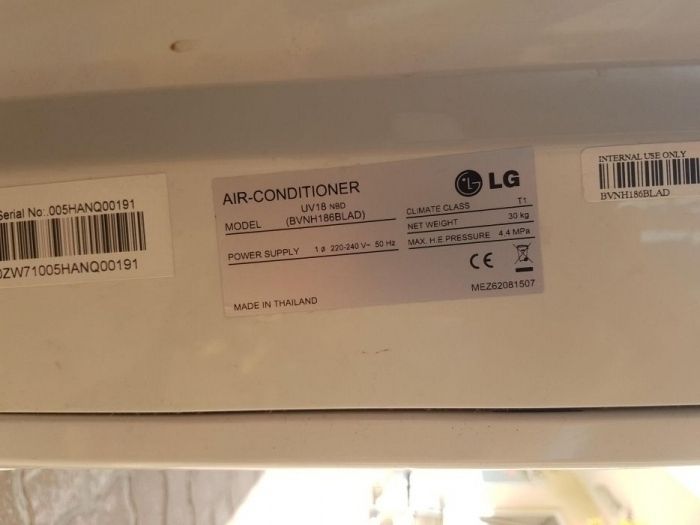 Serial No:.005HANQ00191
0ZW71005HANQ00191
AIR-CONDITIONER
MODEL UV18 NBD
(BVNH186BLAD)
POWER SUPPLY 1 ø 220-240 V~ 50 Hz
MADE IN THAILAND
LG
CLIMATE CLASS T1
NET WEIGHT 30 kg
MAX. H.E PRESSURE 4,4 MPa
CE
MEZ62081507
INTERNAL USE ONLY
BVNH186BLAD